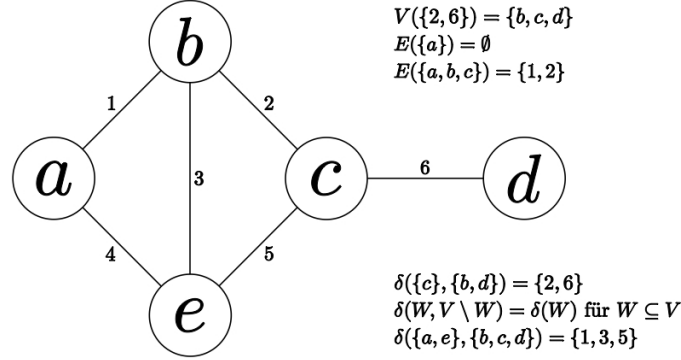 V({2,6}) = {b,c,d}
E({a}) = ∅
E({a,b,c}) = {1,2}
b
1
2
a
3
c
6
d
4
5
e
δ({c},{b,d}) = {2,6}
δ(W,V \ W) = δ(W) für W ⊆ V
δ({a,e},{b,c,d}) = {1,3,5}